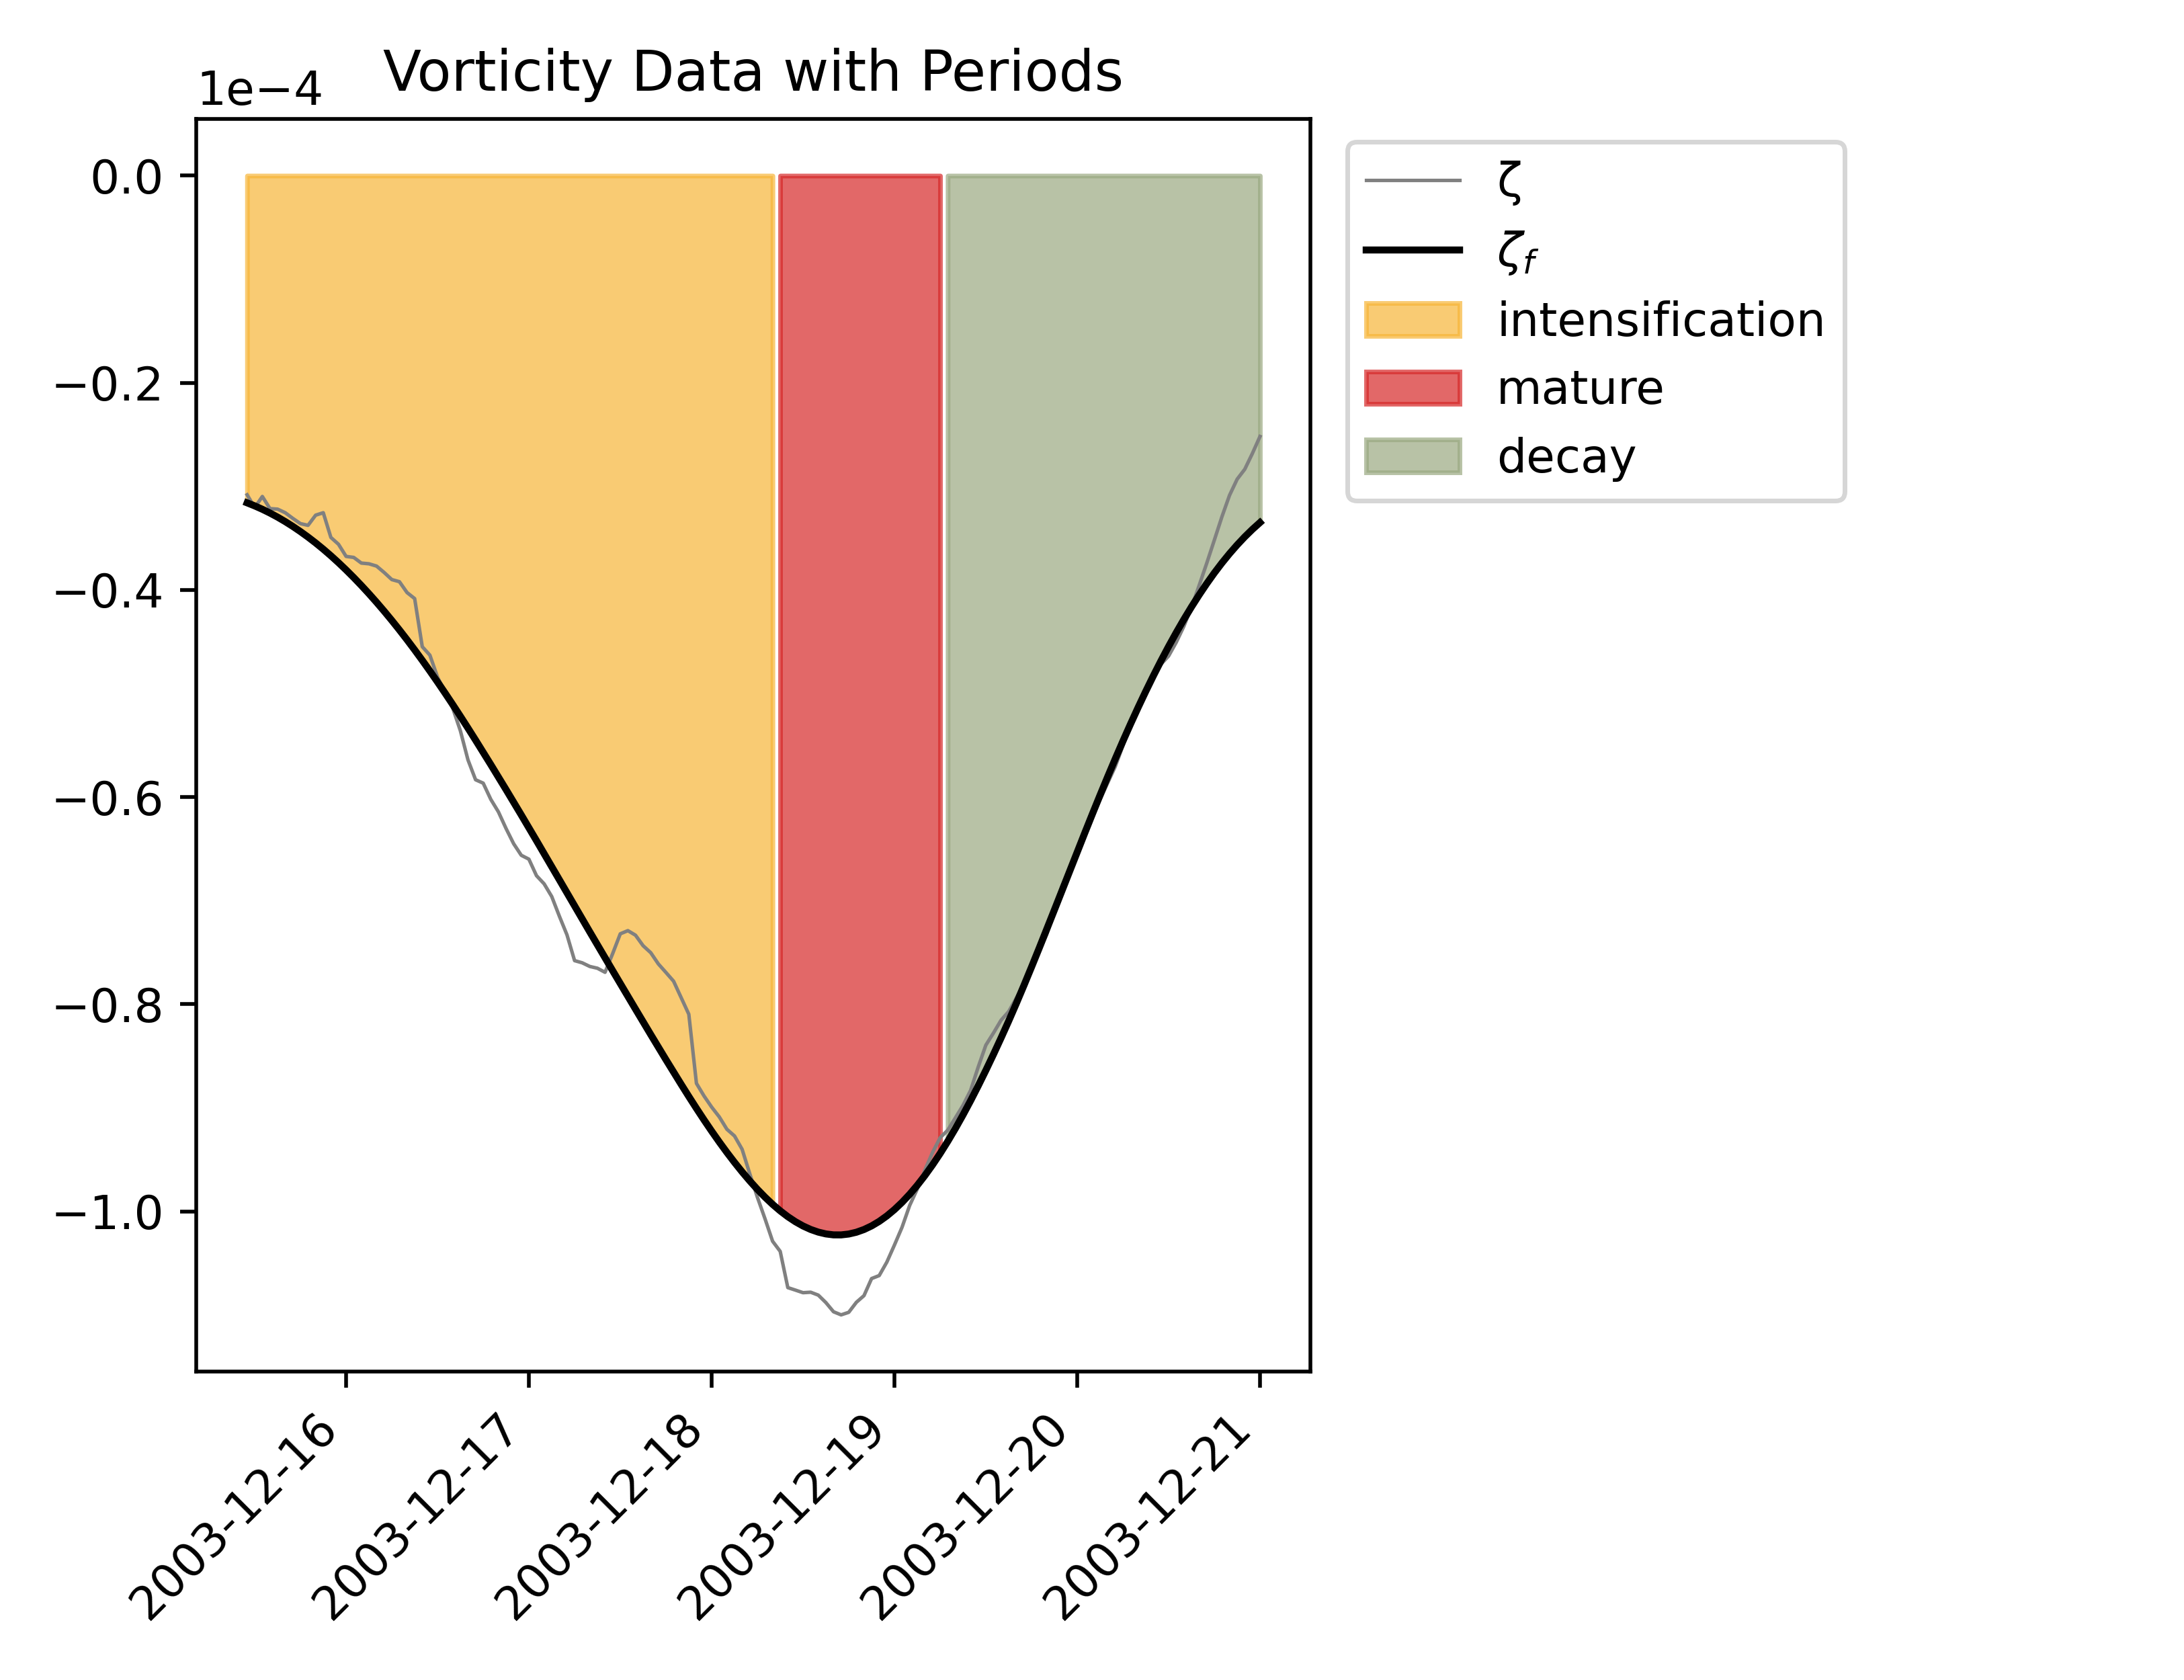 Vorticity Data with Periods
1e−4
0.0
−0.2
−0.4
−0.6
−0.8
−1.0
2003-12-16
2003-12-17
2003-12-18
2003-12-19
2003-12-20
2003-12-21
ζ
ζf
intensification
mature
decay